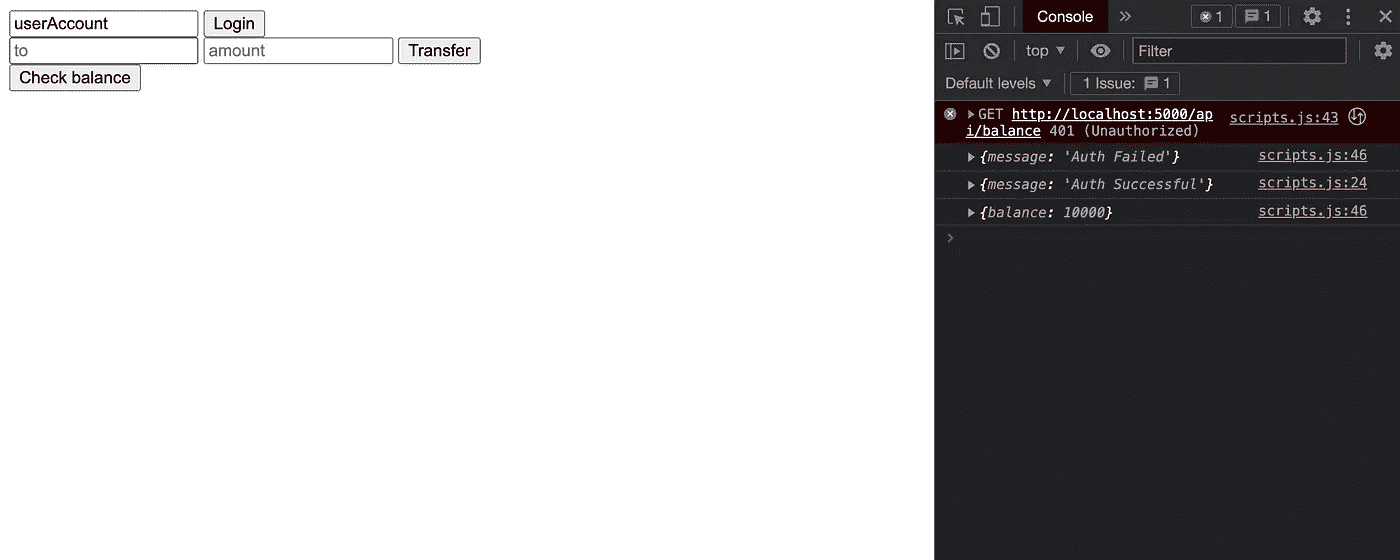 userAccount Login
to amount Transfer
Check balance
Console 1 1
top Filter
Default levels 1 Issue: 1
GET http://localhost:5000/ap scripts.js:43
i/balance 401 (Unauthorized)
{message: 'Auth Failed'} scripts.js:46
{message: 'Auth Successful'} scripts.js:24
{balance: 10000} scripts.js:46